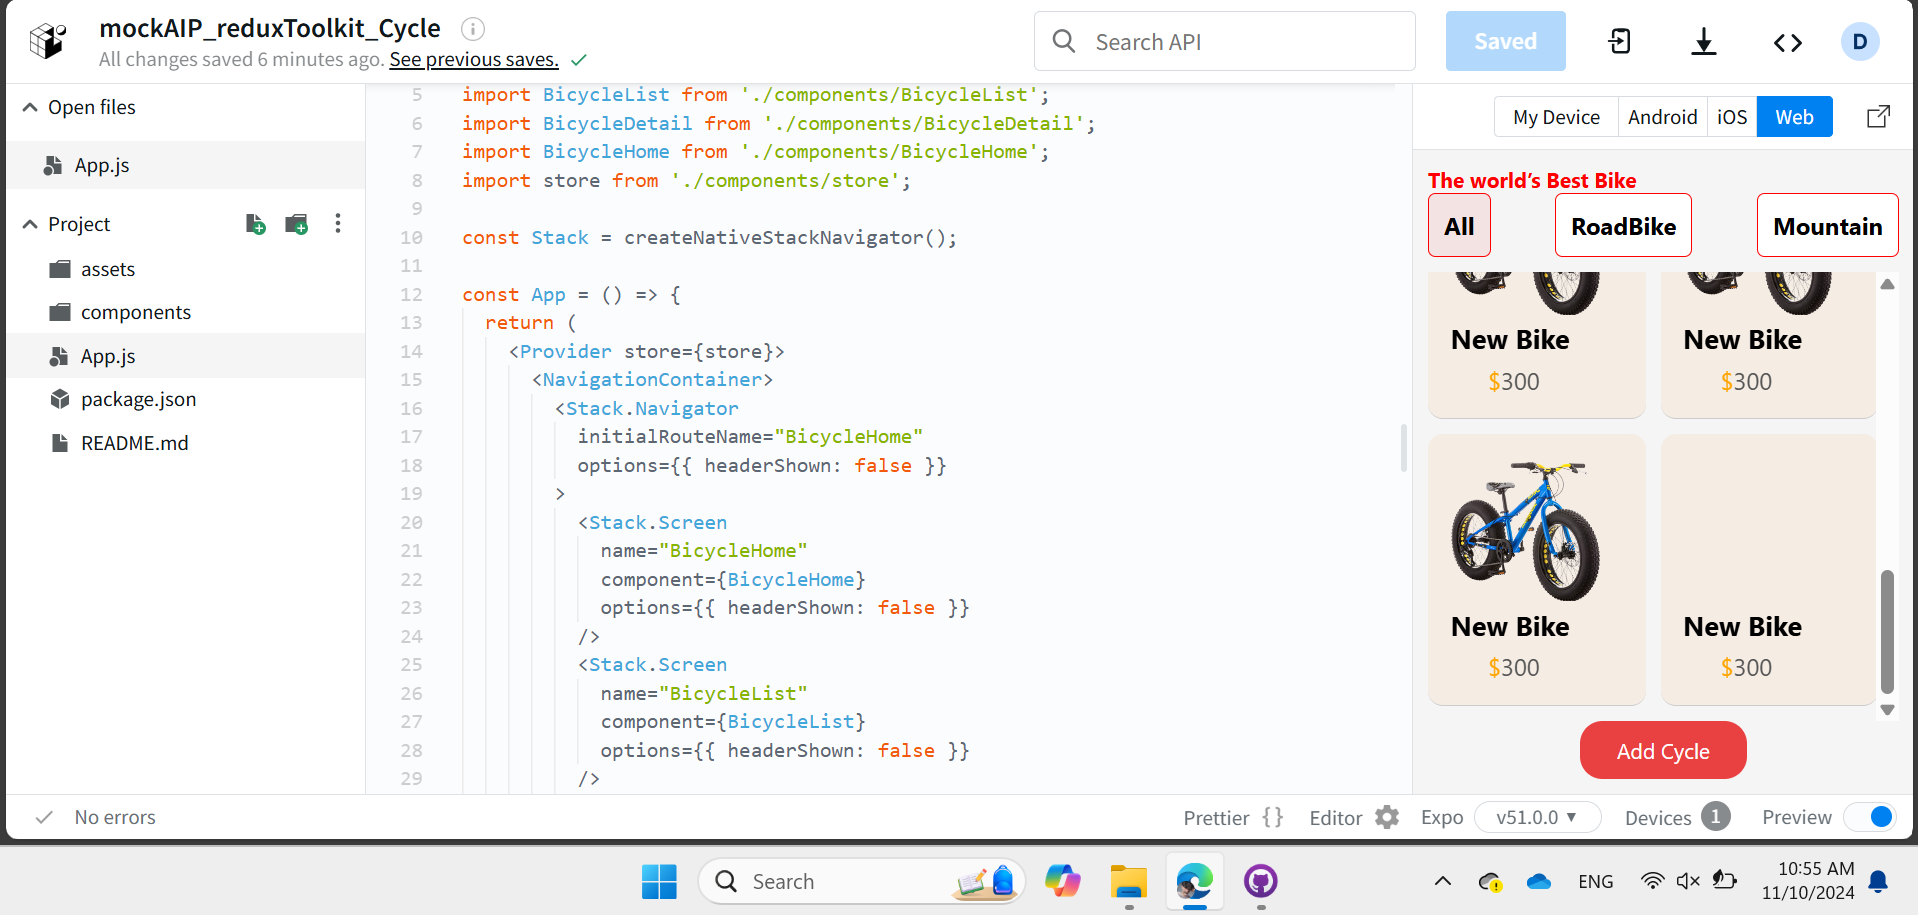 mockAIP_reduxToolkit_Cycle
All changes saved 6 minutes ago. See previous saves.
Search API
Saved
D
Open files
App.js
Project
assets
components
App.js
package.json
README.md
5 import BicycleList from './components/BicycleList';
6 import BicycleDetail from './components/BicycleDetail';
7 import BicycleHome from './components/BicycleHome';
8 import store from './components/store';
9
10 const Stack = createNativeStackNavigator();
11
12 const App = () => {
13 return (
14 <Provider store={store}>
15 <NavigationContainer>
16 <Stack.Navigator
17 initialRouteName="BicycleHome"
18 options={{ headerShown: false }}
19 >
20 <Stack.Screen
21 name="BicycleHome"
22 component={BicycleHome}
23 options={{ headerShown: false }}
24 />
25 <Stack.Screen
26 name="BicycleList"
27 component={BicycleList}
28 options={{ headerShown: false }}
29 />
My Device Android iOS Web
The world’s Best Bike
All RoadBike Mountain
New Bike New Bike
$300 $300
New Bike New Bike
$300 $300
Add Cycle
No errors
Prettier {} Editor Expo v51.0.0 Devices 1 Preview
Search
ENG
10:55 AM
11/10/2024